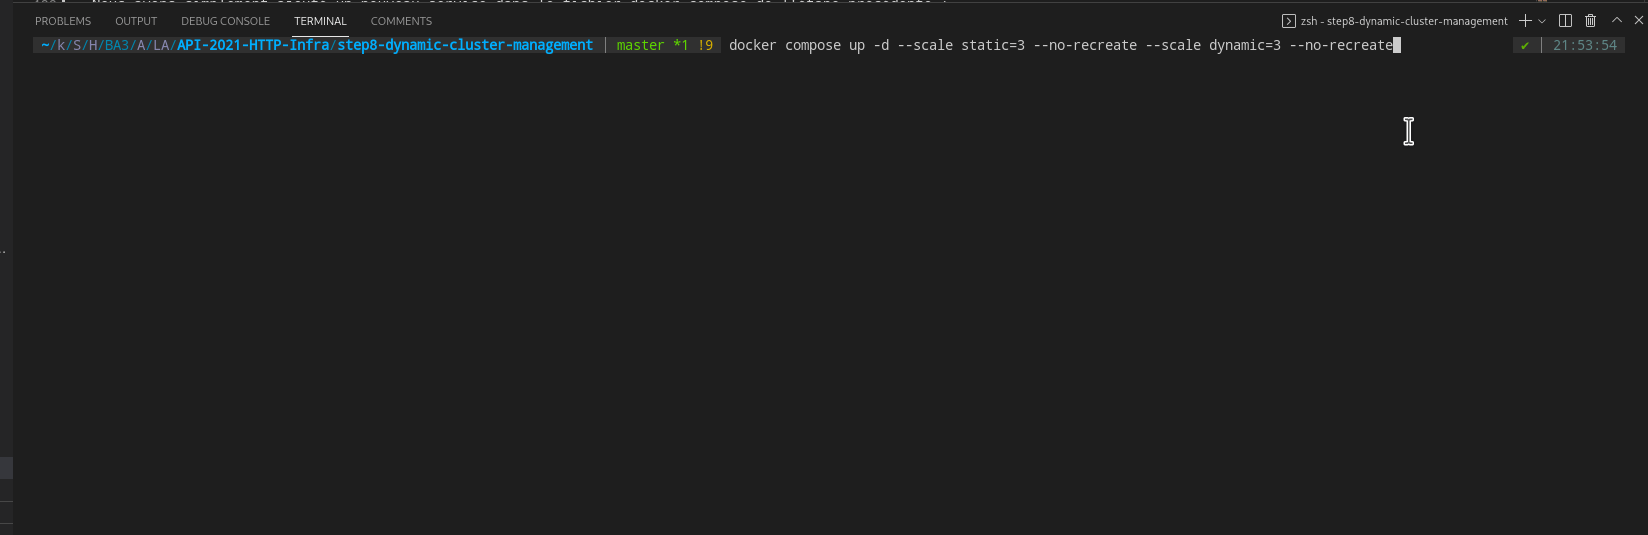 PROBLEMS OUTPUT DEBUG CONSOLE TERMINAL COMMENTS zsh - step8-dynamic-cluster-management
~/k/S/H/BA3/A/LA/API-2021-HTTP-Infra/step8-dynamic-cluster-management | master *1 !9 docker compose up -d --scale static=3 --no-recreate --scale dynamic=3 --no-recreate ✔ | 21:53:54